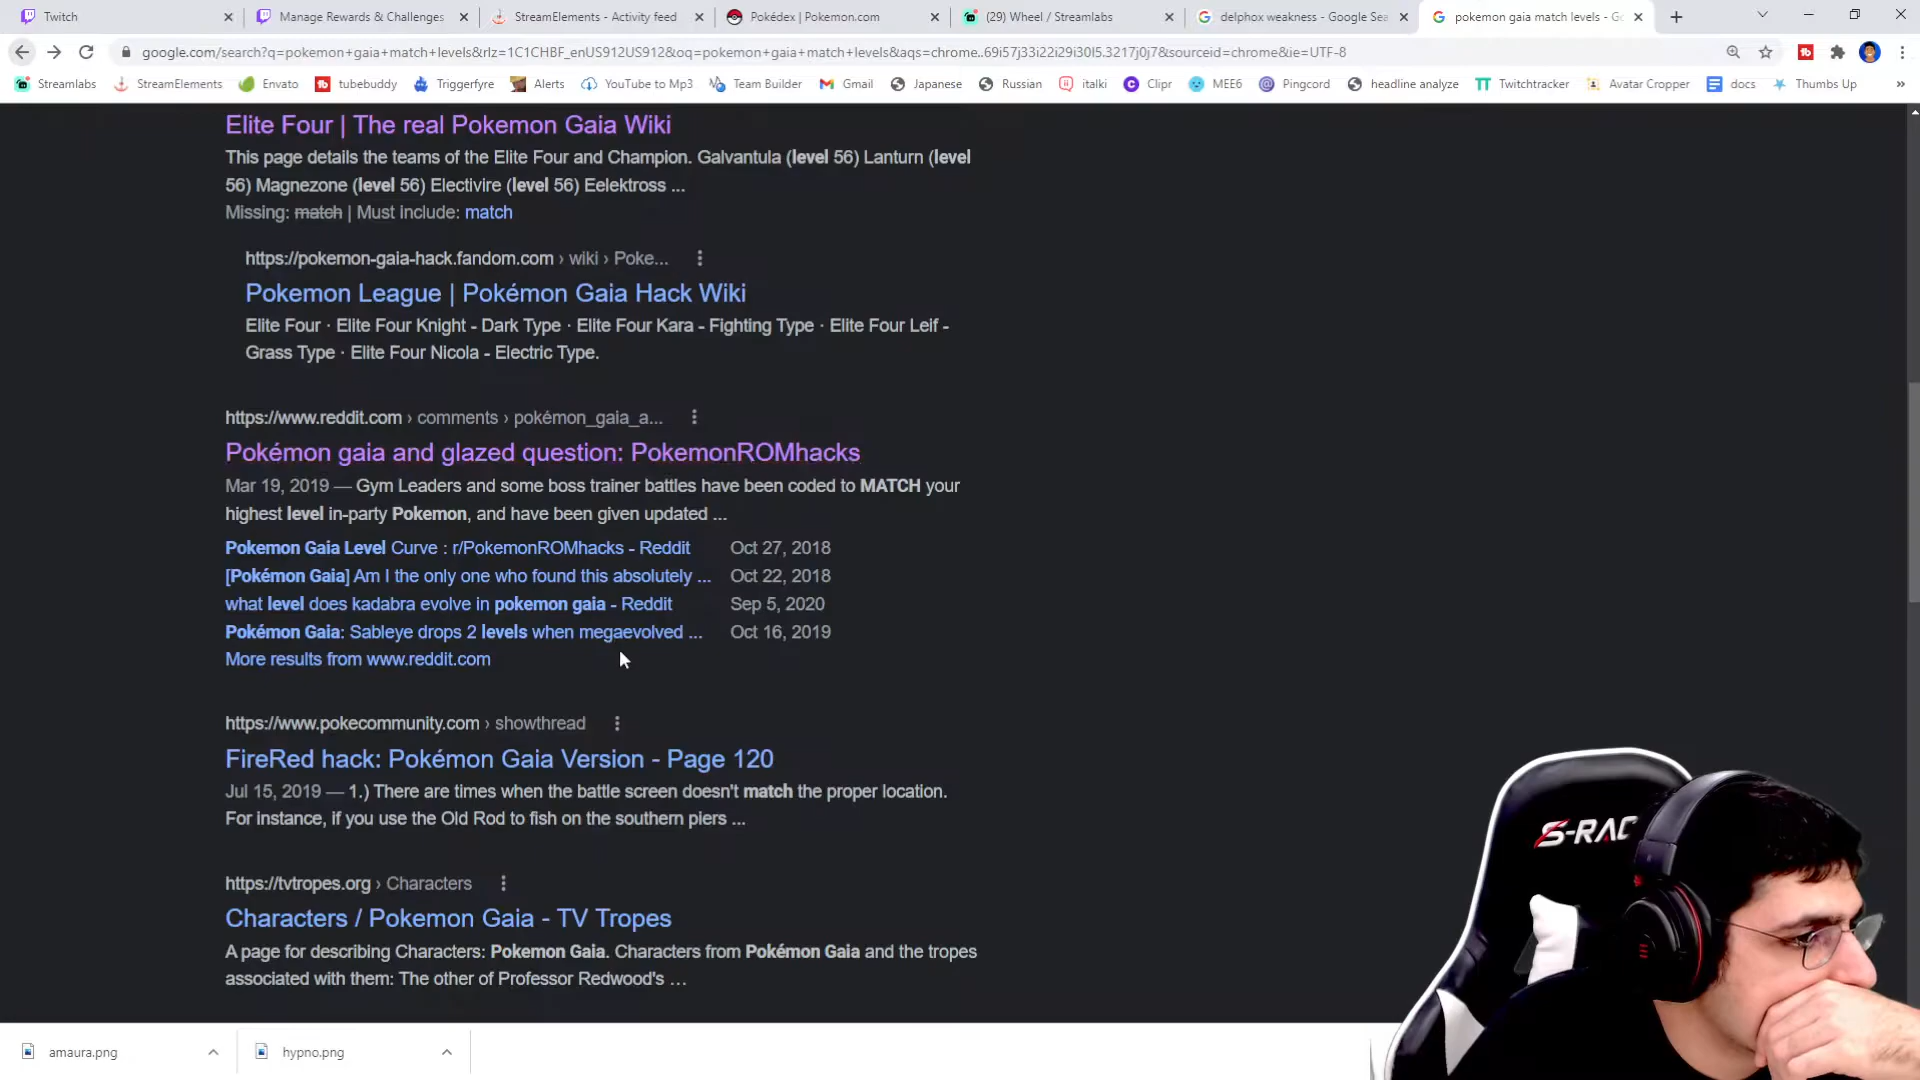 Twitch
Manage Rewards & Challenges
StreamElements - Activity feed
Pokédex | Pokemon.com
(29) Wheel / Streamlabs
delphox weakness - Google Sea
pokemon gaia match levels - Go
google.com/search?q=pokemon+gaia+match+levels&rlz=1C1CHBF_enUS912US912&oq=pokemon+gaia+match+levels&aqs=chrome..69i57j33i22i29i30l5.3217j0j7&sourceid=chrome&ie=UTF-8
Streamlabs
StreamElements
Envato
tubebuddy
Triggerfyre
Alerts
YouTube to Mp3
Team Builder
Gmail
Japanese
Russian
italki
Clipr
MEE6
Pingcord
headline analyze
Twitchtracker
Avatar Cropper
docs
Thumbs Up
»
Elite Four | The real Pokemon Gaia Wiki
This page details the teams of the Elite Four and Champion. Galvantula (level 56) Lanturn (level
56) Magnezone (level 56) Electivire (level 56) Eelektross ...
Missing: match | Must include: match
https://pokemon-gaia-hack.fandom.com › wiki › Poke...
Pokemon League | Pokémon Gaia Hack Wiki
Elite Four · Elite Four Knight - Dark Type · Elite Four Kara - Fighting Type · Elite Four Leif -
Grass Type · Elite Four Nicola - Electric Type.
https://www.reddit.com › comments › pokémon_gaia_a...
Pokémon gaia and glazed question: PokemonROMhacks
Mar 19, 2019 — Gym Leaders and some boss trainer battles have been coded to MATCH your
highest level in-party Pokemon, and have been given updated ...
Pokemon Gaia Level Curve : r/PokemonROMhacks - Reddit Oct 27, 2018
[Pokémon Gaia] Am I the only one who found this absolutely ... Oct 22, 2018
what level does kadabra evolve in pokemon gaia - Reddit Sep 5, 2020
Pokémon Gaia: Sableye drops 2 levels when megaevolved ... Oct 16, 2019
More results from www.reddit.com
https://www.pokecommunity.com › showthread
FireRed hack: Pokémon Gaia Version - Page 120
Jul 15, 2019 — 1.) There are times when the battle screen doesn't match the proper location.
For instance, if you use the Old Rod to fish on the southern piers ...
https://tvtropes.org › Characters
Characters / Pokemon Gaia - TV Tropes
A page for describing Characters: Pokemon Gaia. Characters from Pokémon Gaia and the tropes
associated with them: The other of Professor Redwood's …
S-RAC
amaura.png
hypno.png